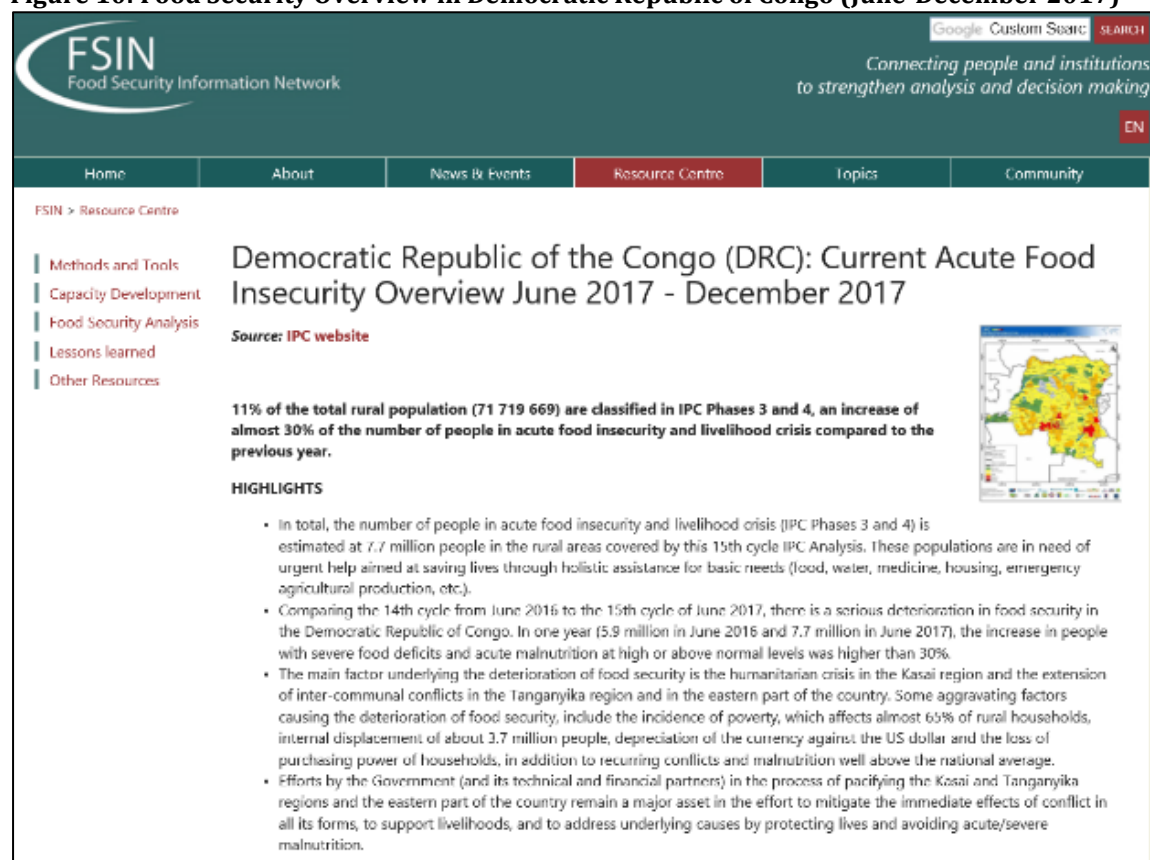 Figure 10: Food Security Overview in Democratic Republic of Congo (June-December 2017)
Google Custom Searc SEARCH
FSIN
Food Security Information Network
Connecting people and institutions
to strengthen analysis and decision making
EN
Home About News & Events Resource Centre Topics Community
FSIN > Resource Centre
Methods and Tools
Capacity Development
Food Security Analysis
Lessons learned
Other Resources
Democratic Republic of the Congo (DRC): Current Acute Food
Insecurity Overview June 2017 - December 2017
Source: IPC website
11% of the total rural population (71 719 669) are classified in IPC Phases 3 and 4, an increase of
almost 30% of the number of people in acute food insecurity and livelihood crisis compared to the
previous year.
HIGHLIGHTS
• In total, the number of people in acute food insecurity and livelihood crisis (IPC Phases 3 and 4) is
estimated at 7.7 million people in the rural areas covered by this 15th cycle IPC Analysis. These populations are in need of
urgent help aimed at saving lives through holistic assistance for basic needs (food, water, medicine, housing, emergency
agricultural production, etc.).
• Comparing the 14th cycle from June 2016 to the 15th cycle of June 2017, there is a serious deterioration in food security in
the Democratic Republic of Congo. In one year (5.9 million in June 2016 and 7.7 million in June 2017), the increase in people
with severe food deficits and acute malnutrition at high or above normal levels was higher than 30%.
• The main factor underlying the deterioration of food security is the humanitarian crisis in the Kasai region and the extension
of inter-communal conflicts in the Tanganyika region and in the eastern part of the country. Some aggravating factors
causing the deterioration of food security, include the incidence of poverty, which affects almost 65% of rural households,
internal displacement of about 3.7 million people, depreciation of the currency against the US dollar and the loss of
purchasing power of households, in addition to recurring conflicts and malnutrition well above the national average.
• Efforts by the Government (and its technical and financial partners) in the process of pacifying the Kasai and Tanganyika
regions and the eastern part of the country remain a major asset in the effort to mitigate the immediate effects of conflict in
all its forms, to support livelihoods, and to address underlying causes by protecting lives and avoiding acute/severe
malnutrition.